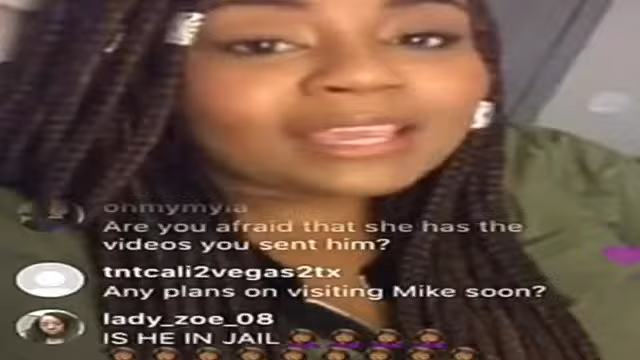 ohmymyia
Are you afraid that she has the
videos you sent him?
tntcali2vegas2tx
Any plans on visiting Mike soon?
lady_zoe_08
IS HE IN JAIL